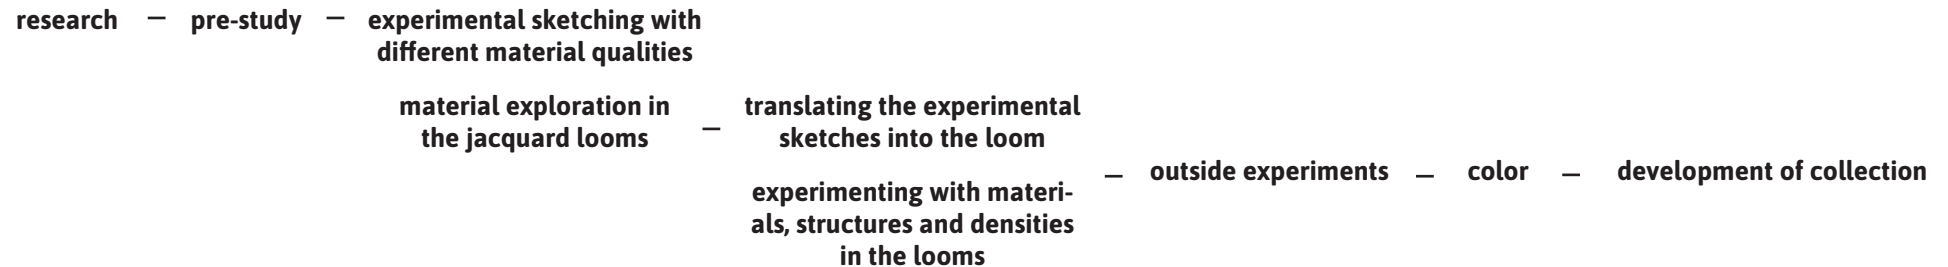 research – pre-study – experimental sketching with
different material qualities
material exploration in
the jacquard looms
–
translating the experimental
sketches into the loom
experimenting with materi-
als, structures and densities
in the looms
– outside experiments – color – development of collection